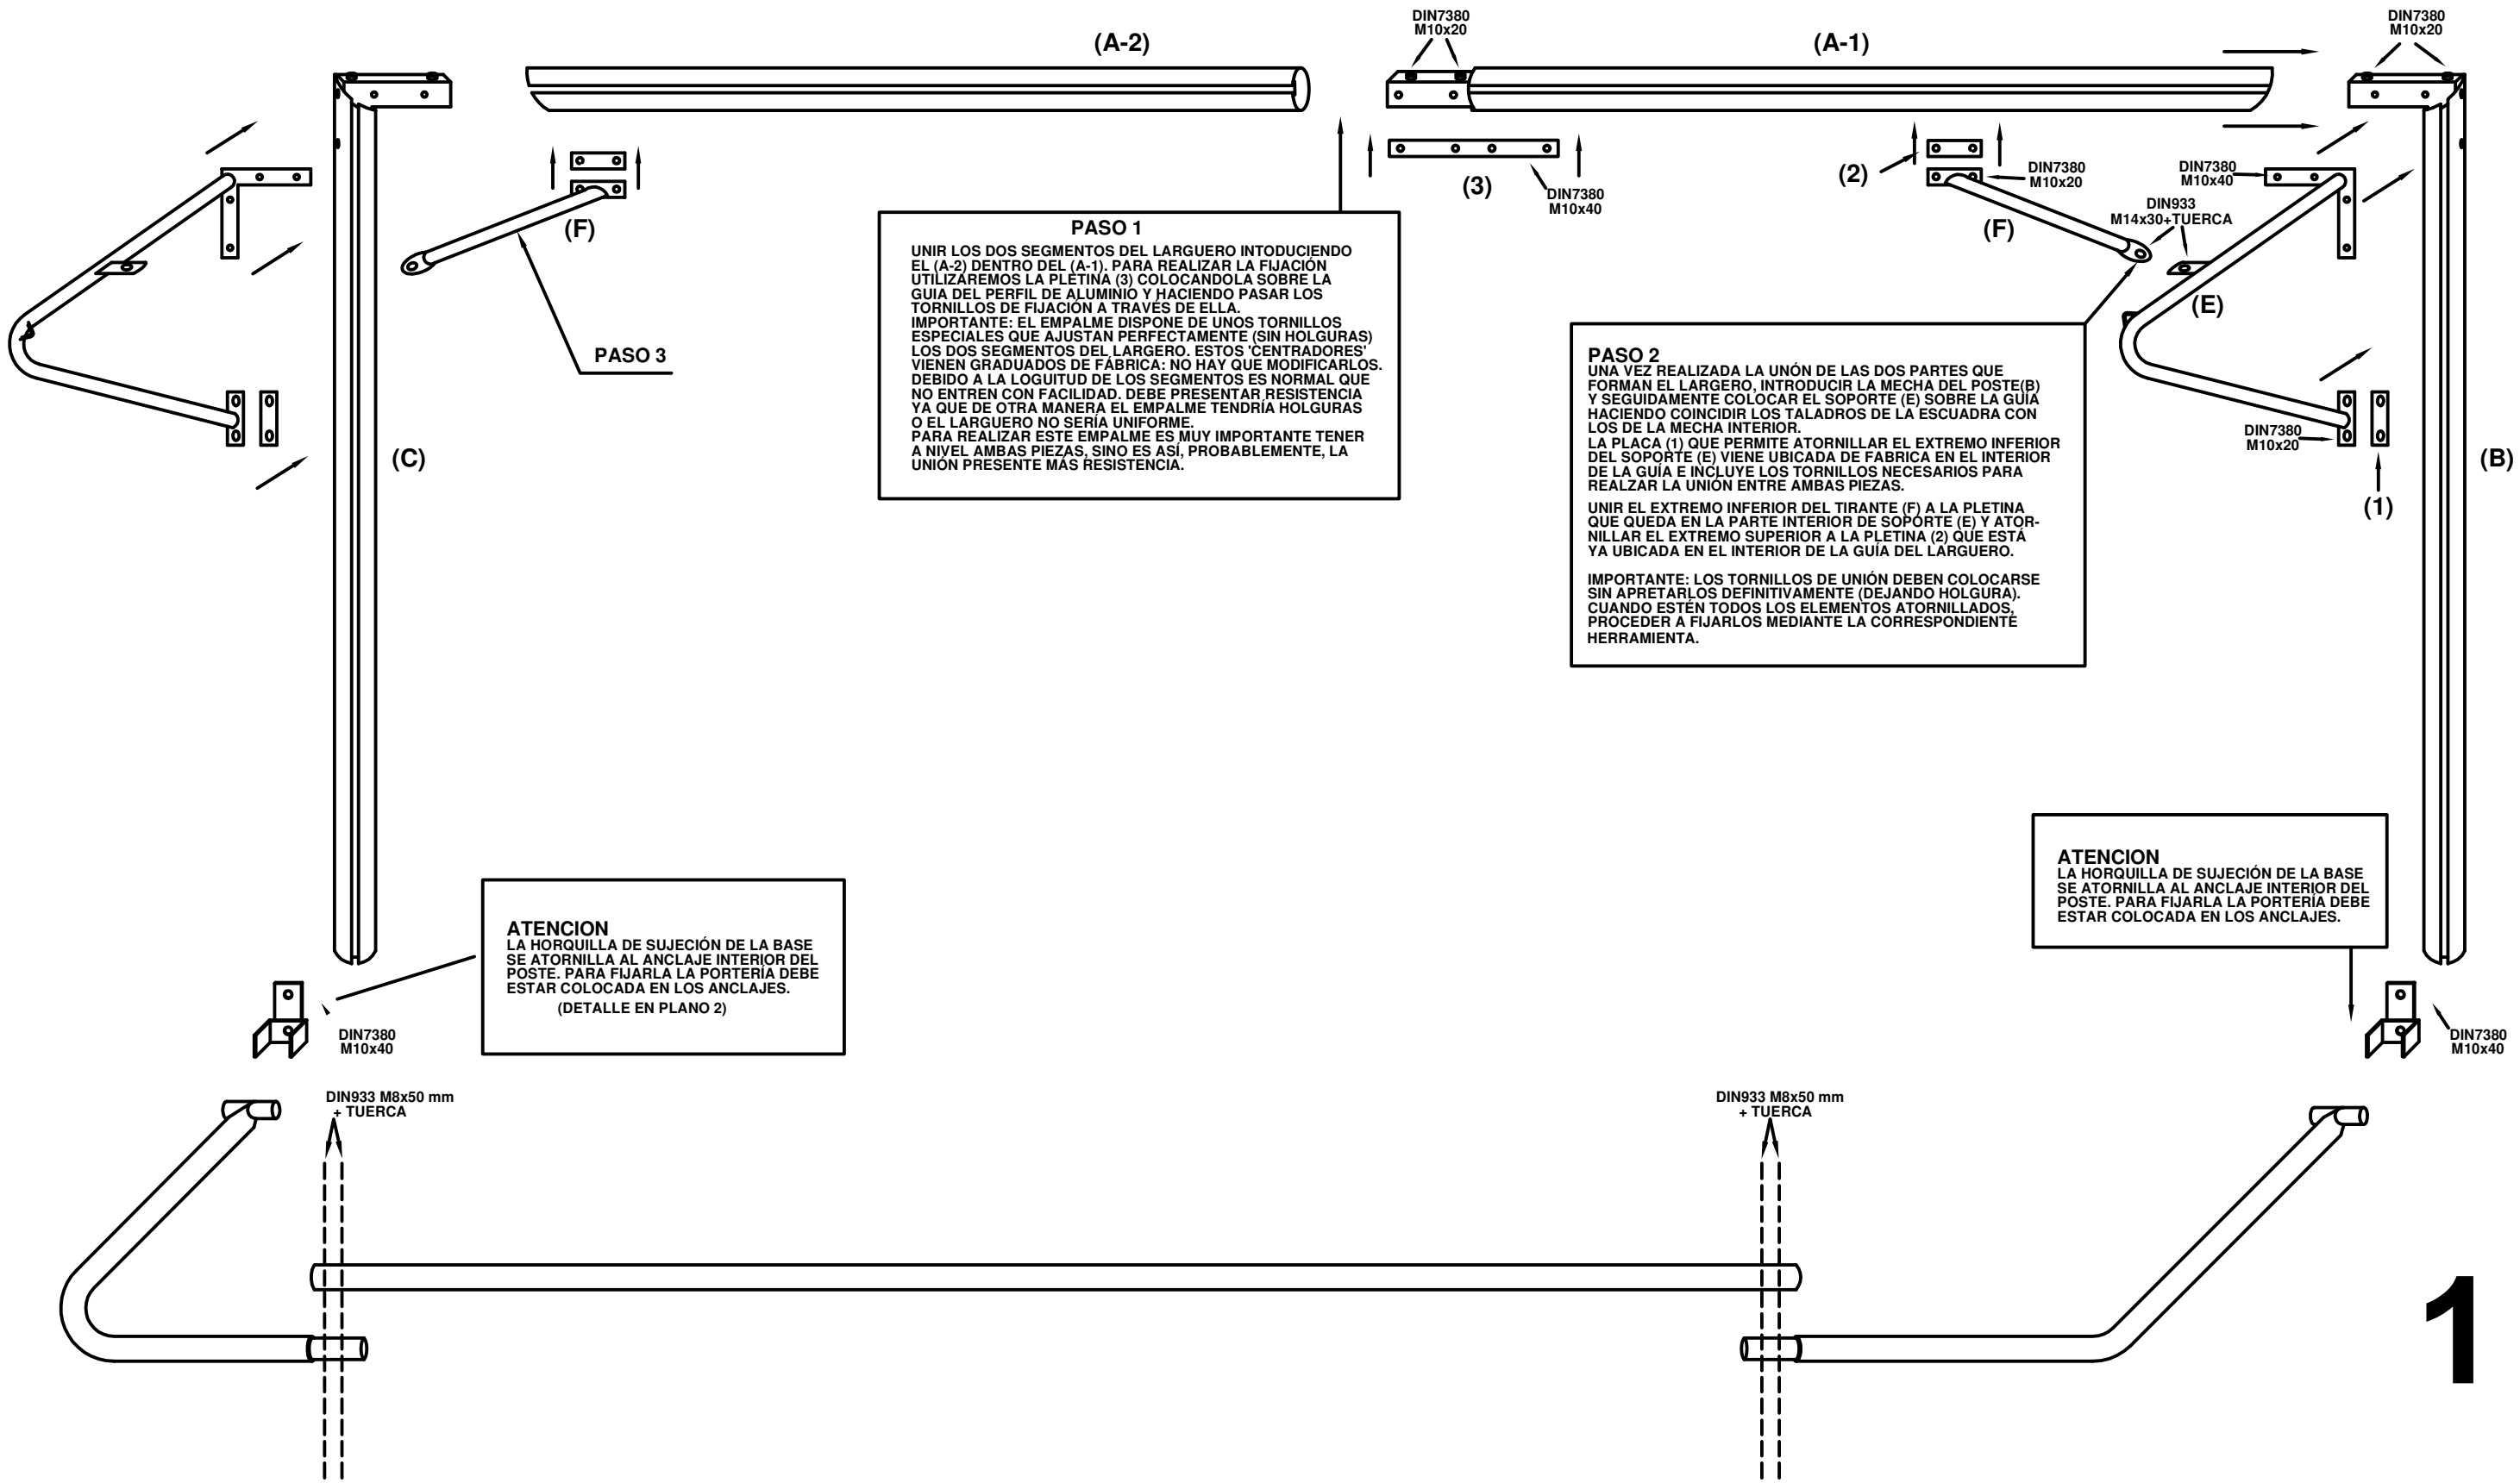 DIN7380
M10x20
DIN7380
M10x20
(A-2)
(A-1)
(3)
DIN7380
M10x40
(2)
DIN7380
M10x20
DIN7380
M10x40
DIN933
M14x30+TUERCA
(F)
(F)
(E)
PASO 1
UNIR LOS DOS SEGMENTOS DEL LARGUERO INTODUCIENDO
EL (A-2) DENTRO DEL (A-1). PARA REALIZAR LA FIJACIÓN
UTILIZAREMOS LA PLETINA (3) COLOCANDOLA SOBRE LA
GUIA DEL PERFIL DE ALUMINIO Y HACIENDO PASAR LOS
TORNILLOS DE FIJACIÓN A TRAVÉS DE ELLA.
IMPORTANTE: EL EMPALME DISPONE DE UNOS TORNILLOS
ESPECIALES QUE AJUSTAN PERFECTAMENTE (SIN HOLGURAS)
LOS DOS SEGMENTOS DEL LARGERO. ESTOS 'CENTRADORES'
VIENEN GRADUADOS DE FÁBRICA: NO HAY QUE MODIFICARLOS.
DEBIDO A LA LOGUITUD DE LOS SEGMENTOS ES NORMAL QUE
NO ENTREN CON FACILIDAD. DEBE PRESENTAR RESISTENCIA
YA QUE DE OTRA MANERA EL EMPALME TENDRÍA HOLGURAS
O EL LARGUERO NO SERÍA UNIFORME.
PARA REALIZAR ESTE EMPALME ES MUY IMPORTANTE TENER
A NIVEL AMBAS PIEZAS, SINO ES ASÍ, PROBABLEMENTE, LA
UNIÓN PRESENTE MÁS RESISTENCIA.
PASO 3
PASO 2
UNA VEZ REALIZADA LA UNÓN DE LAS DOS PARTES QUE
FORMAN EL LARGERO, INTRODUCIR LA MECHA DEL POSTE(B)
Y SEGUIDAMENTE COLOCAR EL SOPORTE (E) SOBRE LA GUÍA
HACIENDO COINCIDIR LOS TALADROS DE LA ESCUADRA CON
LOS DE LA MECHA INTERIOR.
LA PLACA (1) QUE PERMITE ATORNILLAR EL EXTREMO INFERIOR
DEL SOPORTE (E) VIENE UBICADA DE FABRICA EN EL INTERIOR
DE LA GUÍA E INCLUYE LOS TORNILLOS NECESARIOS PARA
REALZAR LA UNIÓN ENTRE AMBAS PIEZAS.
UNIR EL EXTREMO INFERIOR DEL TIRANTE (F) A LA PLETINA
QUE QUEDA EN LA PARTE INTERIOR DE SOPORTE (E) Y ATOR-
NILLAR EL EXTREMO SUPERIOR A LA PLETINA (2) QUE ESTÁ
YA UBICADA EN EL INTERIOR DE LA GUÍA DEL LARGUERO.
IMPORTANTE: LOS TORNILLOS DE UNIÓN DEBEN COLOCARSE
SIN APRETARLOS DEFINITIVAMENTE (DEJANDO HOLGURA).
CUANDO ESTÉN TODOS LOS ELEMENTOS ATORNILLADOS,
PROCEDER A FIJARLOS MEDIANTE LA CORRESPONDIENTE
HERRAMIENTA.
DIN7380
M10x20
(C)
(B)
(1)
ATENCION
LA HORQUILLA DE SUJECIÓN DE LA BASE
SE ATORNILLA AL ANCLAJE INTERIOR DEL
POSTE. PARA FIJARLA LA PORTERÍA DEBE
ESTAR COLOCADA EN LOS ANCLAJES.
ATENCION
LA HORQUILLA DE SUJECIÓN DE LA BASE
SE ATORNILLA AL ANCLAJE INTERIOR DEL
POSTE. PARA FIJARLA LA PORTERÍA DEBE
ESTAR COLOCADA EN LOS ANCLAJES.
(DETALLE EN PLANO 2)
DIN7380
M10x40
DIN7380
M10x40
DIN933 M8x50 mm
+ TUERCA
DIN933 M8x50 mm
+ TUERCA
1